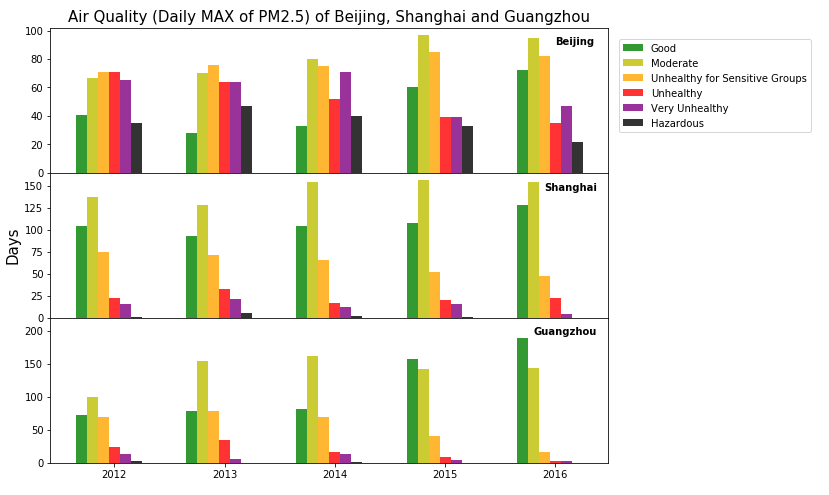 Air Quality (Daily MAX of PM2.5) of Beijing, Shanghai and Guangzhou
100
80
60
40
20
0
Beijing
Good
Moderate
Unhealthy for Sensitive Groups
Unhealthy
Very Unhealthy
Hazardous
150
125
100
75
50
25
0
Shanghai
Days
200
150
100
50
0
Guangzhou
2012
2013
2014
2015
2016